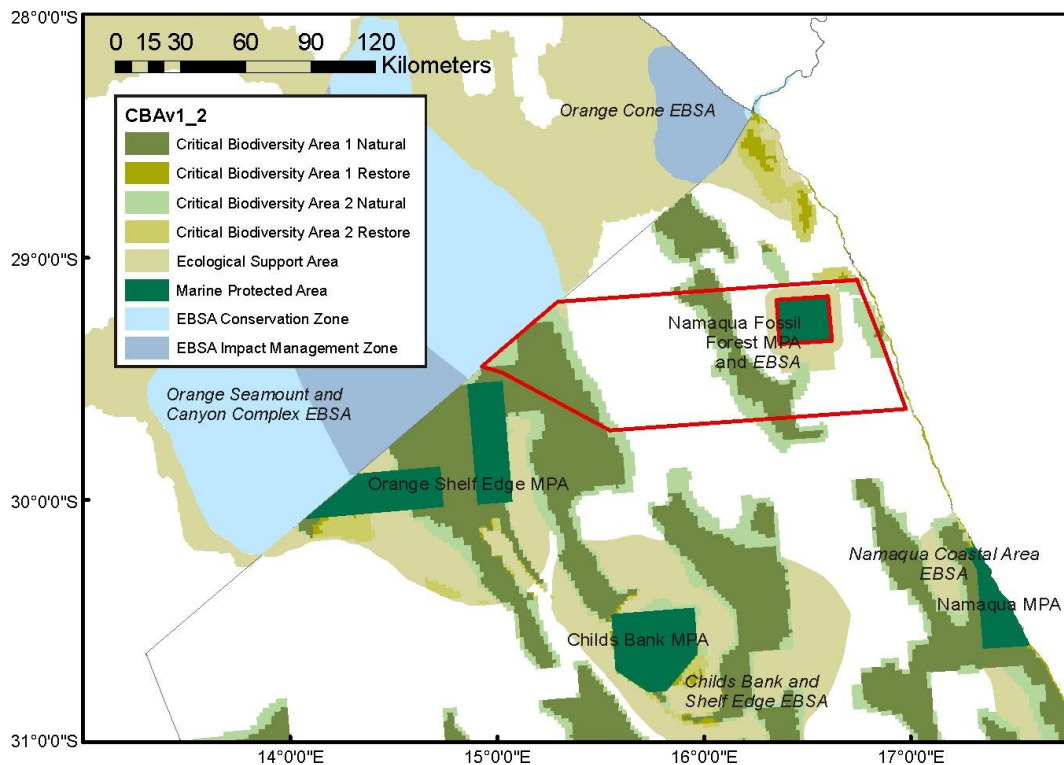 28°0'0"S
0 15 30 60 90 120
Kilometers
CBAv1_2
Critical Biodiversity Area 1 Natural
Critical Biodiversity Area 1 Restore
Critical Biodiversity Area 2 Natural
Critical Biodiversity Area 2 Restore
Ecological Support Area
Marine Protected Area
EBSA Conservation Zone
EBSA Impact Management Zone
Orange Cone EBSA
29°0'0"S
Namaqua Fossil
Forest MPA
and EBSA
Orange Seamount and
Canyon Complex EBSA
30°0'0"S
Orange Shelf Edge MPA
Namaqua Coastal Area
EBSA
Namaqua MPA
Childs Bank MPA
Childs Bank and
Shelf Edge EBSA
31°0'0"S
14°0'0"E 15°0'0"E 16°0'0"E 17°0'0"E